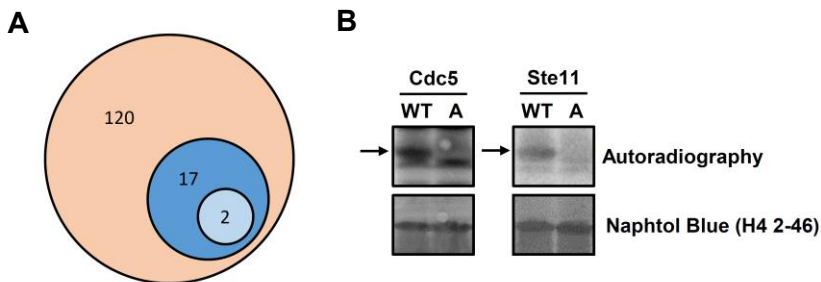 A
120
17
2
B
Cdc5 Ste11
WT A WT A
Autoradiography
Naphtol Blue (H4 2-46)